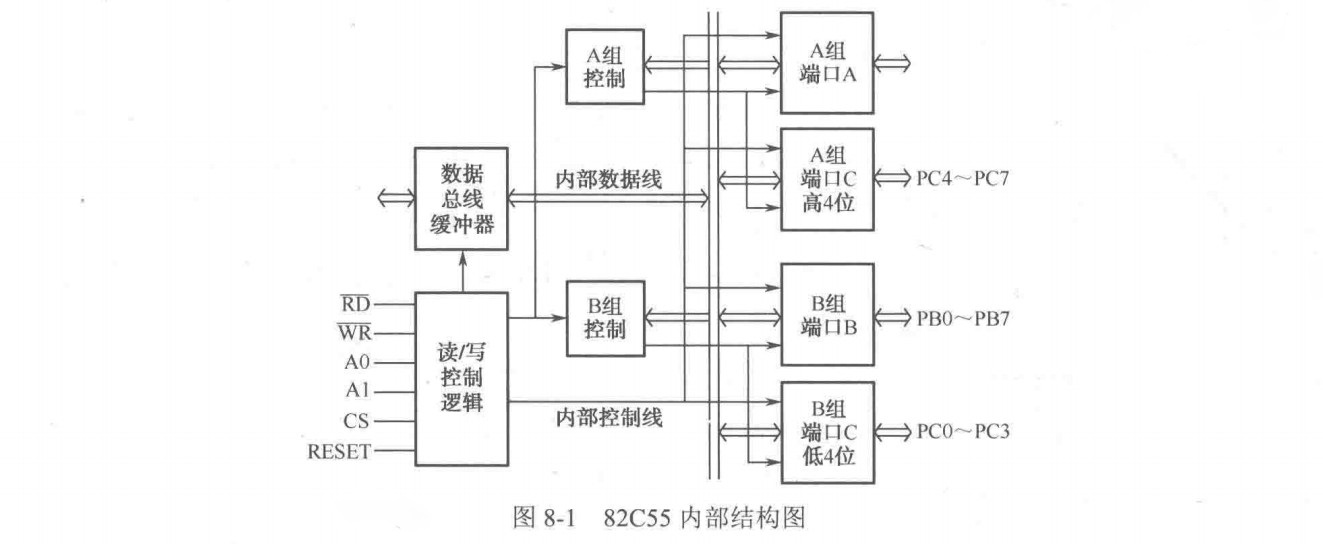 A组
控制
A组
端口A
数据
总线
缓冲器
内部数据线
A组
端口C
高4位
PC4～PC7
RD
WR
A0
A1
CS
RESET
读/写
控制
逻辑
B组
控制
B组
端口B
PB0～PB7
内部控制线
B组
端口C
低4位
PC0～PC3
图 8-1 82C55 内部结构图